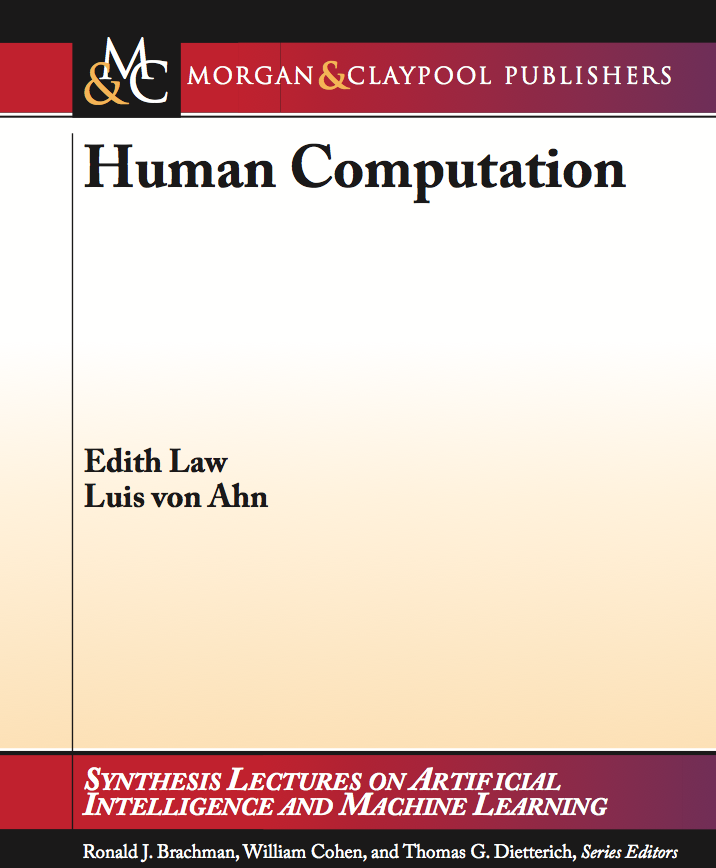 M&C
MORGAN&CLAYPOOL PUBLISHERS
Human Computation
Edith Law
Luis von Ahn
SYNTHESIS LECTURES ON ARTIFICIAL
INTELLIGENCE AND MACHINE LEARNING
Ronald J. Brachman, William Cohen, and Thomas G. Dietterich, Series Editors